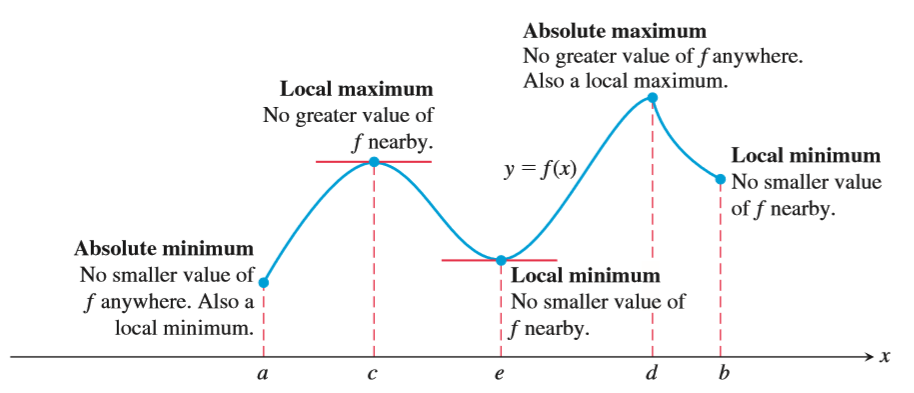 Absolute maximum
No greater value of f anywhere.
Also a local maximum.
Local maximum
No greater value of
f nearby.
y = f(x)
Local minimum
No smaller value
of f nearby.
Absolute minimum
No smaller value of
f anywhere. Also a
local minimum.
Local minimum
No smaller value of
f nearby.
x
a
c
e
d
b